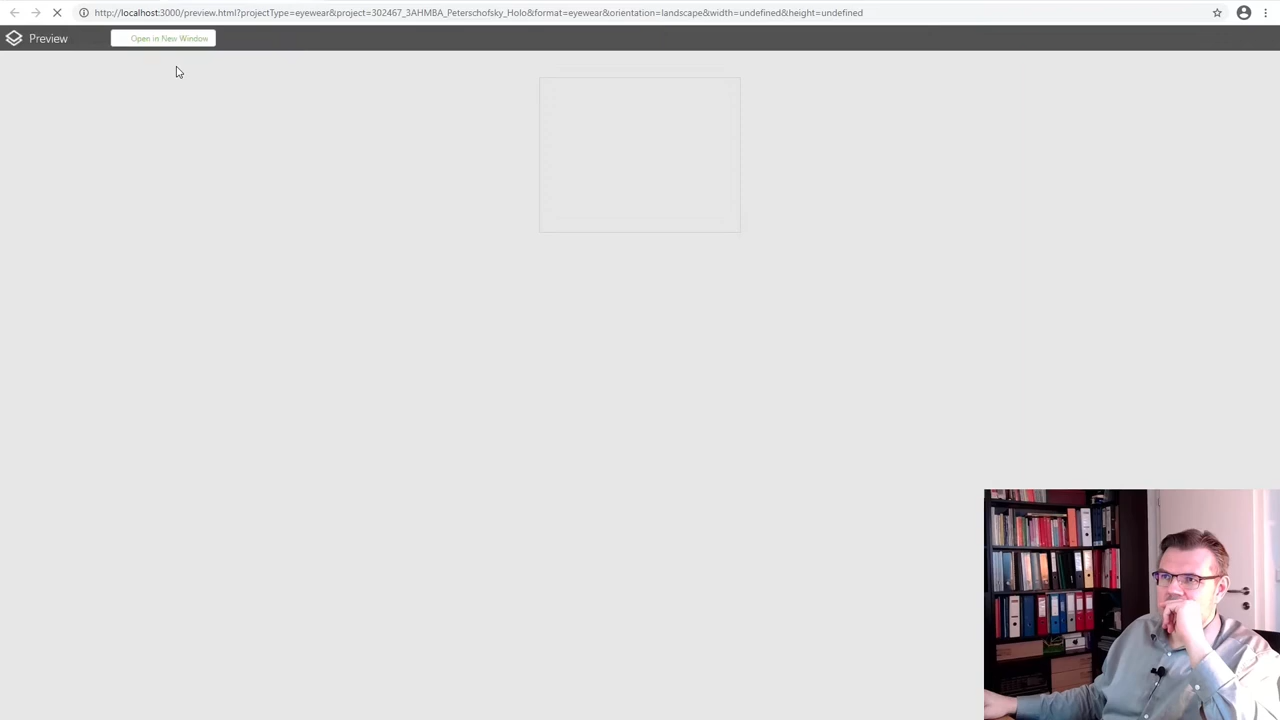 http://localhost:3000/preview.html?projectType=eyewear&project=302467_3AHMBA_Peterschofsky_Holo&format=eyewear&orientation=landscape&width=undefined&height=undefined
Preview
Open in New Window